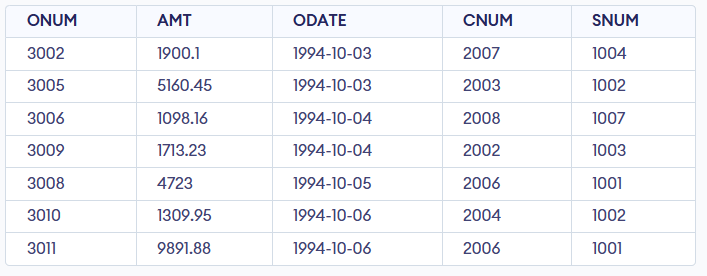 ONUM AMT ODATE CNUM SNUM
3002 1900.1 1994-10-03 2007 1004
3005 5160.45 1994-10-03 2003 1002
3006 1098.16 1994-10-04 2008 1007
3009 1713.23 1994-10-04 2002 1003
3008 4723 1994-10-05 2006 1001
3010 1309.95 1994-10-06 2004 1002
3011 9891.88 1994-10-06 2006 1001